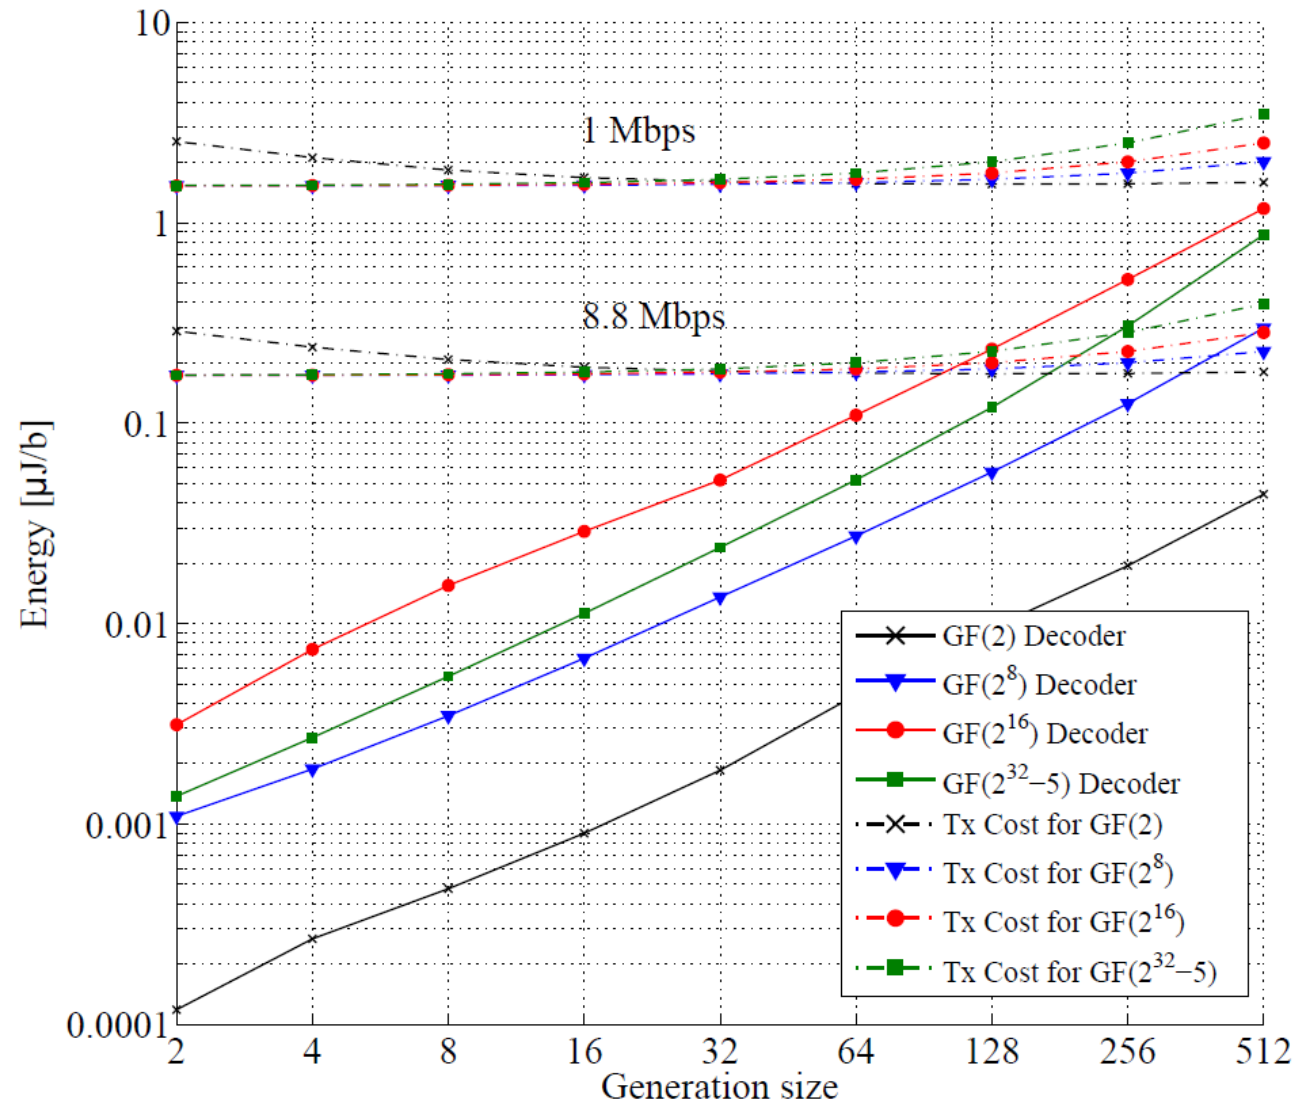 10
1 Mbps
1
8.8 Mbps
0.1
Energy [µJ/b]
0.01
0.001
0.0001
GF(2) Decoder
GF(2^8) Decoder
GF(2^16) Decoder
GF(2^32−5) Decoder
Tx Cost for GF(2)
Tx Cost for GF(2^8)
Tx Cost for GF(2^16)
Tx Cost for GF(2^32−5)
2 4 8 16 32 64 128 256 512
Generation size